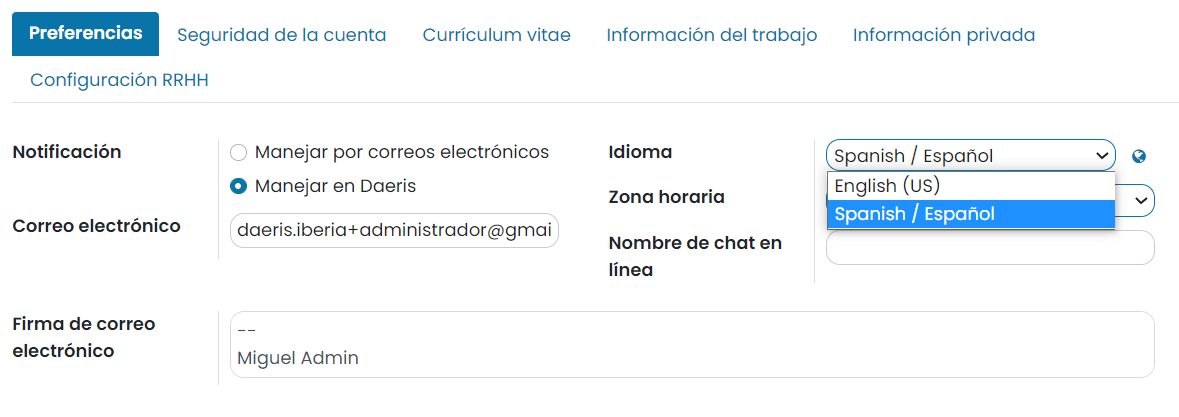 Preferencias Seguridad de la cuenta Currículum vitae Información del trabajo Información privada
Configuración RRHH
Notificación
Manejar por correos electrónicos
Manejar en Daeris
Correo electrónico
daeris.iberia+administrador@gmai
Idioma
Spanish / Español
English (US)
Spanish / Español
Zona horaria
Nombre de chat en
línea
Firma de correo
electrónico
--
Miguel Admin